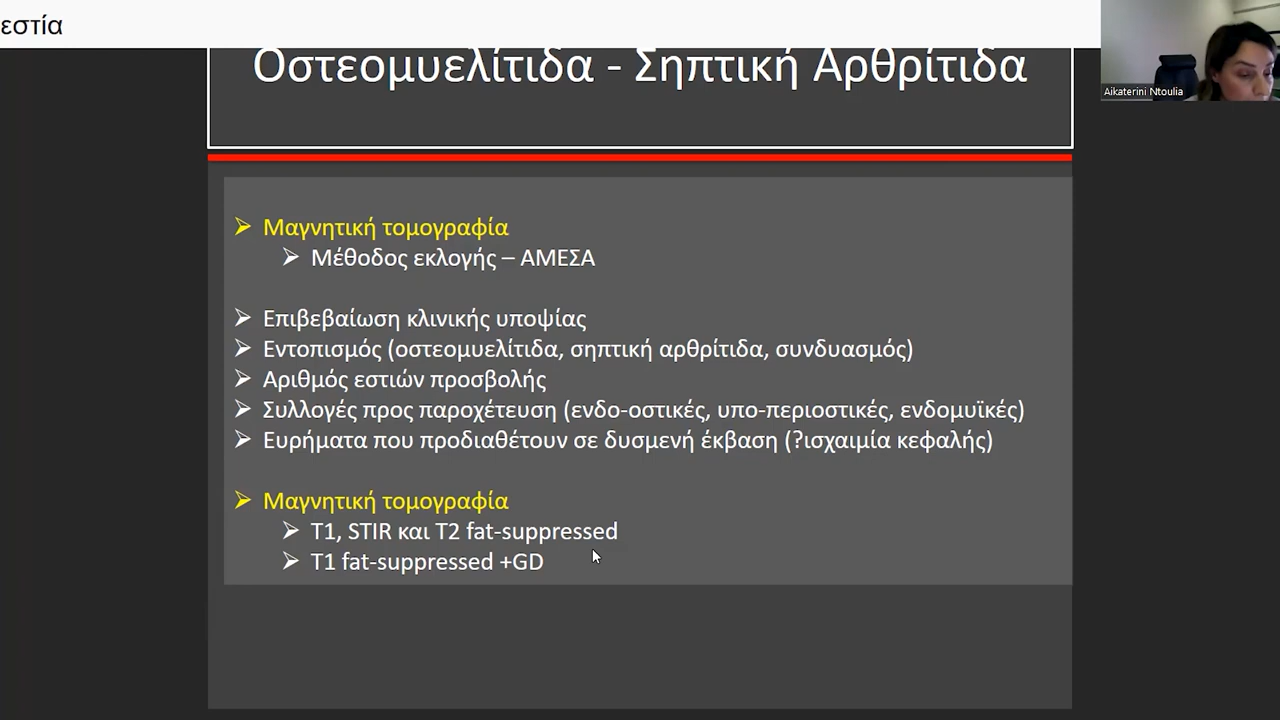 εστία
Οστεομυελίτιδα - Σηπτική Αρθρίτιδα
Aikaterini Ntoulia
➢ Μαγνητική τομογραφία
➢ Μέθοδος εκλογής – ΑΜΕΣΑ
➢ Επιβεβαίωση κλινικής υποψίας
➢ Εντοπισμός (οστεομυελίτιδα, σηπτική αρθρίτιδα, συνδυασμός)
➢ Αριθμός εστιών προσβολής
➢ Συλλογές προς παροχέτευση (ενδο-οστικές, υπο-περιοστικές, ενδομυϊκές)
➢ Ευρήματα που προδιαθέτουν σε δυσμενή έκβαση (?ισχαιμία κεφαλής)
➢ Μαγνητική τομογραφία
➢ T1, STIR και T2 fat-suppressed
➢ T1 fat-suppressed +GD